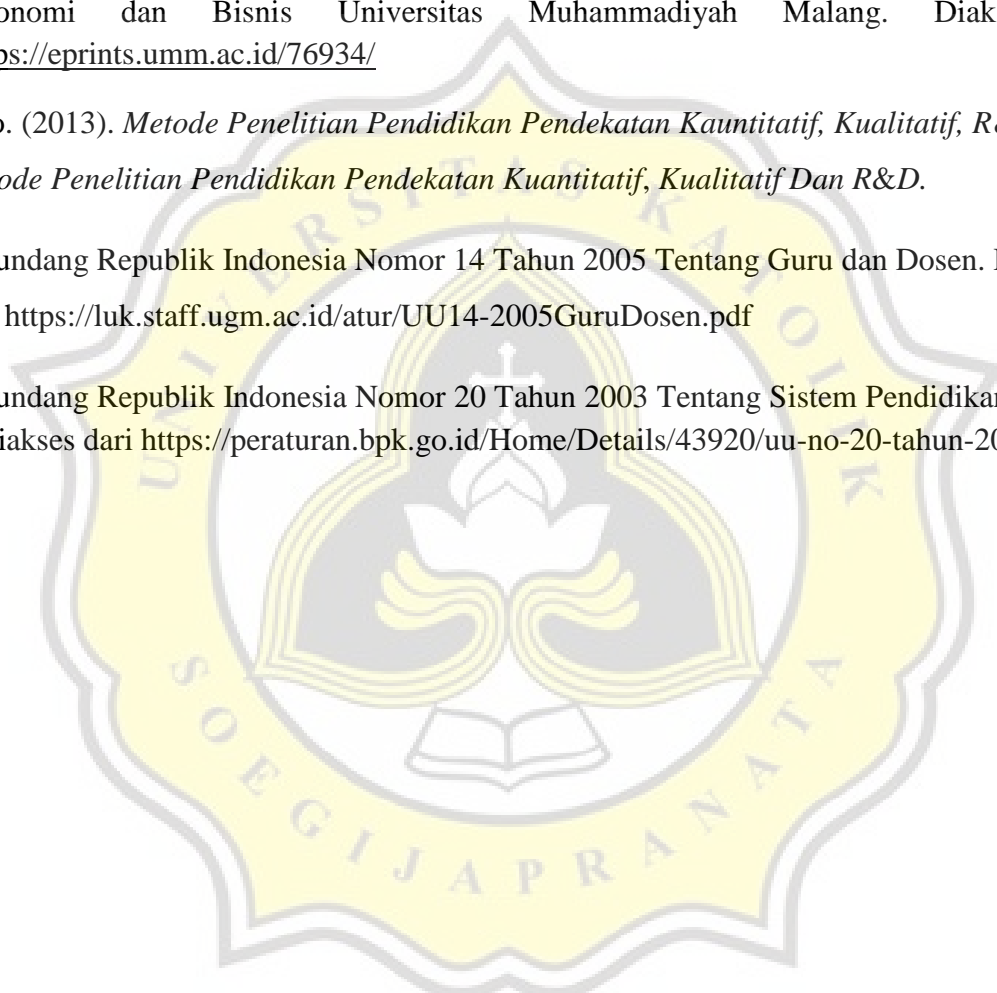 onomi dan Bisnis Universitas Muhammadiyah Malang. Diak
ps://eprints.umm.ac.id/76934/
o. (2013). Metode Penelitian Pendidikan Pendekatan Kauntitatif, Kualitatif, R&
ode Penelitian Pendidikan Pendekatan Kuantitatif, Kualitatif Dan R&D.
undang Republik Indonesia Nomor 14 Tahun 2005 Tentang Guru dan Dosen.
https://luk.staff.ugm.ac.id/atur/UU14-2005GuruDosen.pdf
undang Republik Indonesia Nomor 20 Tahun 2003 Tentang Sistem Pendidikan
iakses dari https://peraturan.bpk.go.id/Home/Details/43920/uu-no-20-tahun-20
UNIVERSITAS KATOLIK
SOEGIJAPRANATA